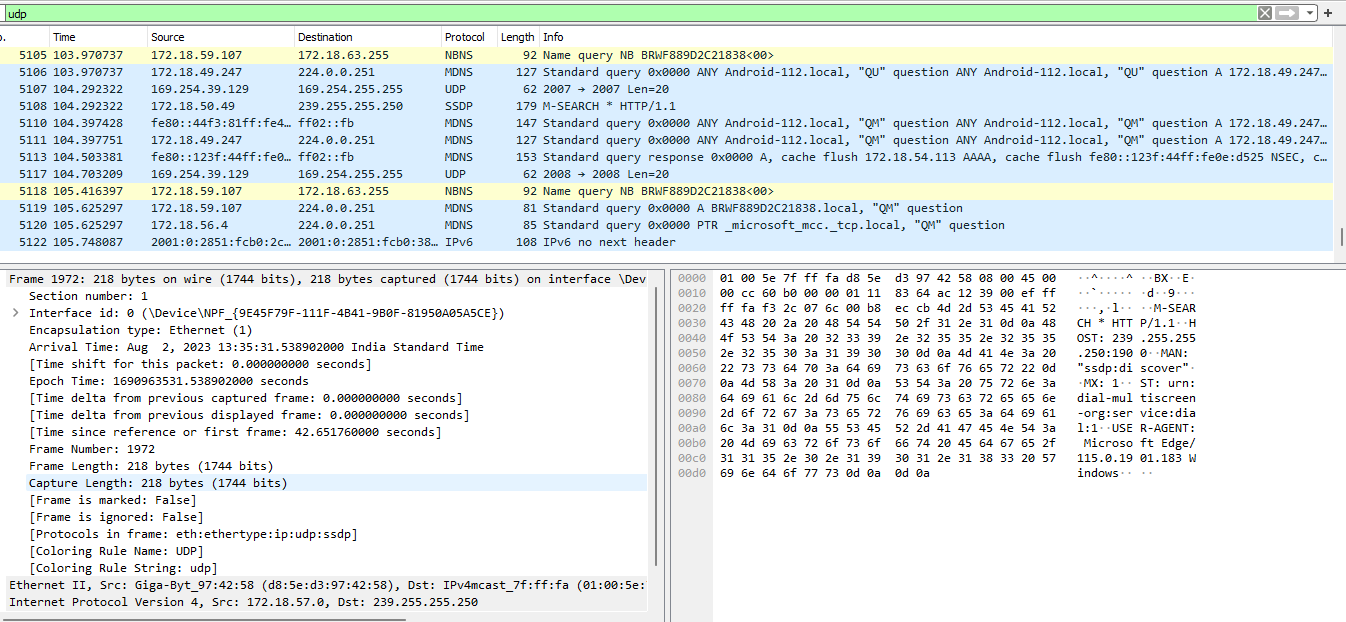 udp
o. Time Source Destination Protocol Length Info
5105 103.970737 172.18.59.107 172.18.63.255 NBNS 92 Name query NB BRWF889D2C21838<00>
5106 103.970737 172.18.49.247 224.0.0.251 MDNS 127 Standard query 0x0000 ANY Android-112.local, "QU" question ANY Android-112.local, "QU" question A 172.18.49.247…
5107 104.292322 169.254.39.129 169.254.255.255 UDP 62 2007 → 2007 Len=20
5108 104.292322 172.18.50.49 239.255.255.250 SSDP 179 M-SEARCH * HTTP/1.1
5110 104.397428 fe80::44f3:81ff:fe4… ff02::fb MDNS 147 Standard query 0x0000 ANY Android-112.local, "QM" question ANY Android-112.local, "QM" question A 172.18.49.247…
5111 104.397751 172.18.49.247 224.0.0.251 MDNS 127 Standard query 0x0000 ANY Android-112.local, "QM" question ANY Android-112.local, "QM" question A 172.18.49.247…
5113 104.503381 fe80::123f:44ff:fe0… ff02::fb MDNS 153 Standard query response 0x0000 A, cache flush 172.18.54.113 AAAA, cache flush fe80::123f:44ff:fe0e:d525 NSEC, c…
5117 104.703209 169.254.39.129 169.254.255.255 UDP 62 2008 → 2008 Len=20
5118 105.416397 172.18.59.107 172.18.63.255 NBNS 92 Name query NB BRWF889D2C21838<00>
5119 105.625297 172.18.59.107 224.0.0.251 MDNS 81 Standard query 0x0000 A BRWF889D2C21838.local, "QM" question
5120 105.625297 172.18.56.4 224.0.0.251 MDNS 85 Standard query 0x0000 PTR _microsoft_mcc._tcp.local, "QM" question
5122 105.748087 2001:0:2851:fcb0:2c… 2001:0:2851:fcb0:38… IPv6 108 IPv6 no next header
Frame 1972: 218 bytes on wire (1744 bits), 218 bytes captured (1744 bits) on interface \Dev
Section number: 1
Interface id: 0 (\Device\NPF_{9E45F79F-111F-4B41-9B0F-81950A05A5CE})
Encapsulation type: Ethernet (1)
Arrival Time: Aug  2, 2023 13:35:31.538902000 India Standard Time
[Time shift for this packet: 0.000000000 seconds]
Epoch Time: 1690963531.538902000 seconds
[Time delta from previous captured frame: 0.000000000 seconds]
[Time delta from previous displayed frame: 0.000000000 seconds]
[Time since reference or first frame: 42.651760000 seconds]
Frame Number: 1972
Frame Length: 218 bytes (1744 bits)
Capture Length: 218 bytes (1744 bits)
[Frame is marked: False]
[Frame is ignored: False]
[Protocols in frame: eth:ethertype:ip:udp:ssdp]
[Coloring Rule Name: UDP]
[Coloring Rule String: udp]
Ethernet II, Src: Giga-Byt_97:42:58 (d8:5e:d3:97:42:58), Dst: IPv4mcast_7f:ff:fa (01:00:5e:
Internet Protocol Version 4, Src: 172.18.57.0, Dst: 239.255.255.250
0000 01 00 5e 7f ff fa d8 5e d3 97 42 58 08 00 45 00 ··^····^ ··BX··E·
0010 00 cc 60 b0 00 00 01 11 83 64 ac 12 39 00 ef ff ··`····· ·d··9···
0020 ff fa f3 2c 07 6c 00 b8 ec cb 4d 2d 53 45 41 52 ···,·l·· ··M-SEAR
0030 43 48 20 2a 20 48 54 54 50 2f 31 2e 31 0d 0a 48 CH * HTT P/1.1··H
0040 4f 53 54 3a 20 32 33 39 2e 32 35 35 2e 32 35 35 OST: 239 .255.255
0050 2e 32 35 30 3a 31 39 30 30 0d 0a 4d 41 4e 3a 20 .250:190 0··MAN:
0060 22 73 73 64 70 3a 64 69 73 63 6f 76 65 72 22 0d "ssdp:di scover"·
0070 0a 4d 58 3a 20 31 0d 0a 53 54 3a 20 75 72 6e 3a ·MX: 1·· ST: urn:
0080 64 69 61 6c 2d 6d 75 6c 74 69 73 63 72 65 65 6e dial-mul tiscreen
0090 2d 6f 72 67 3a 73 65 72 76 69 63 65 3a 64 69 61 -org:ser vice:dia
00a0 6c 3a 31 0d 0a 55 53 45 52 2d 41 47 45 4e 54 3a l:1··USE R-AGENT:
00b0 20 4d 69 63 72 6f 73 6f 66 74 20 45 64 67 65 2f Microso ft Edge/
00c0 31 31 35 2e 30 2e 31 39 30 31 2e 31 38 33 20 57 115.0.19 01.183 W
00d0 69 6e 64 6f 77 73 0d 0a 0d 0a indows·· ··